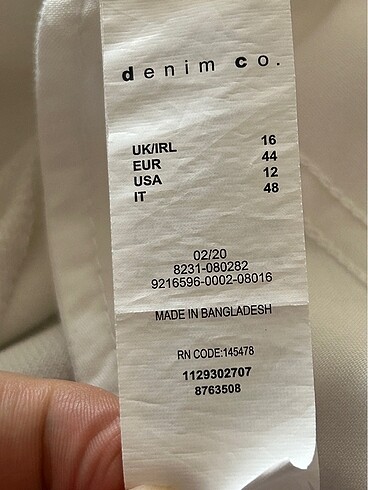 denim co.
UK/IRL 16
EUR 44
USA 12
IT 48
02/20
8231-080282
9216596-0002-08016
MADE IN BANGLADESH
RN CODE:145478
1129302707
8763508